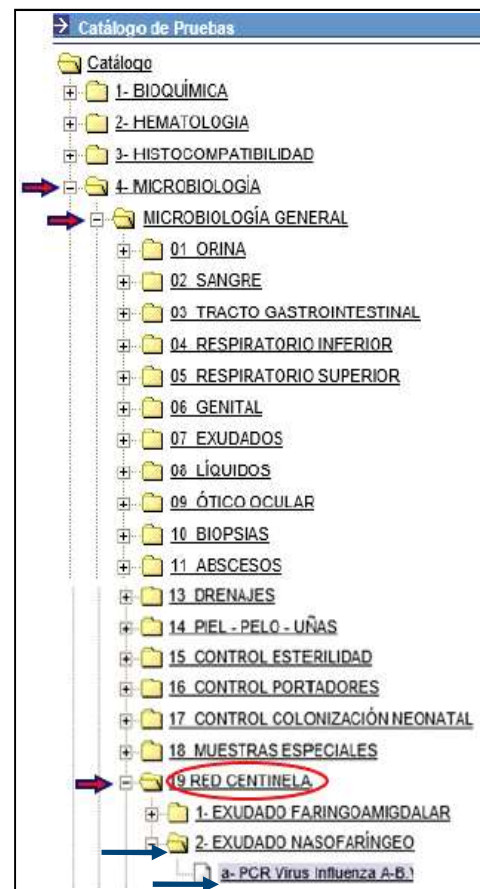 Catálogo de Pruebas
Catálogo
1- BIOQUÍMICA
2- HEMATOLOGIA
3- HISTOCOMPATIBILIDAD
4- MICROBIOLOGÍA
MICROBIOLOGÍA GENERAL
01 ORINA
02 SANGRE
03 TRACTO GASTROINTESTINAL
04 RESPIRATORIO INFERIOR
05 RESPIRATORIO SUPERIOR
06 GENITAL
07 EXUDADOS
08 LÍQUIDOS
09 ÓTICO OCULAR
10 BIOPSIAS
11 ABSCESOS
13 DRENAJES
14 PIEL - PELO - UÑAS
15 CONTROL ESTERILIDAD
16 CONTROL PORTADORES
17 CONTROL COLONIZACIÓN NEONATAL
18 MUESTRAS ESPECIALES
19 RED CENTINELA
1- EXUDADO FARINGOAMIGDALAR
2- EXUDADO NASOFARÍNGEO
a- PCR Virus Influenza A-B.